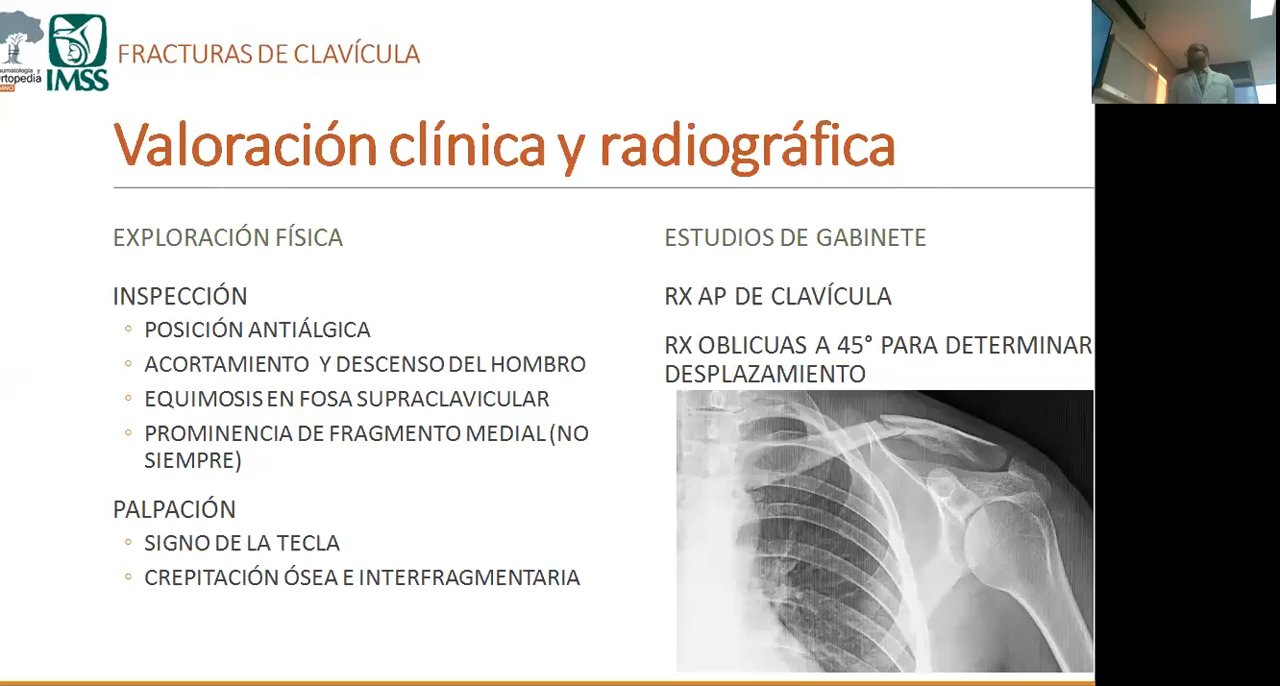 FRACTURAS DE CLAVÍCULA
IMSS
Valoración clínica y radiográfica
EXPLORACIÓN FÍSICA
INSPECCIÓN
POSICIÓN ANTIÁLGICA
ACORTAMIENTO Y DESCENSO DEL HOMBRO
EQUIMOSIS EN FOSA SUPRACLAVICULAR
PROMINENCIA DE FRAGMENTO MEDIAL (NO
SIEMPRE)
PALPACIÓN
SIGNO DE LA TECLA
CREPITACIÓN ÓSEA E INTERFRAGMENTARIA
ESTUDIOS DE GABINETE
RX AP DE CLAVÍCULA
RX OBLICUAS A 45° PARA DETERMINAR
DESPLAZAMIENTO